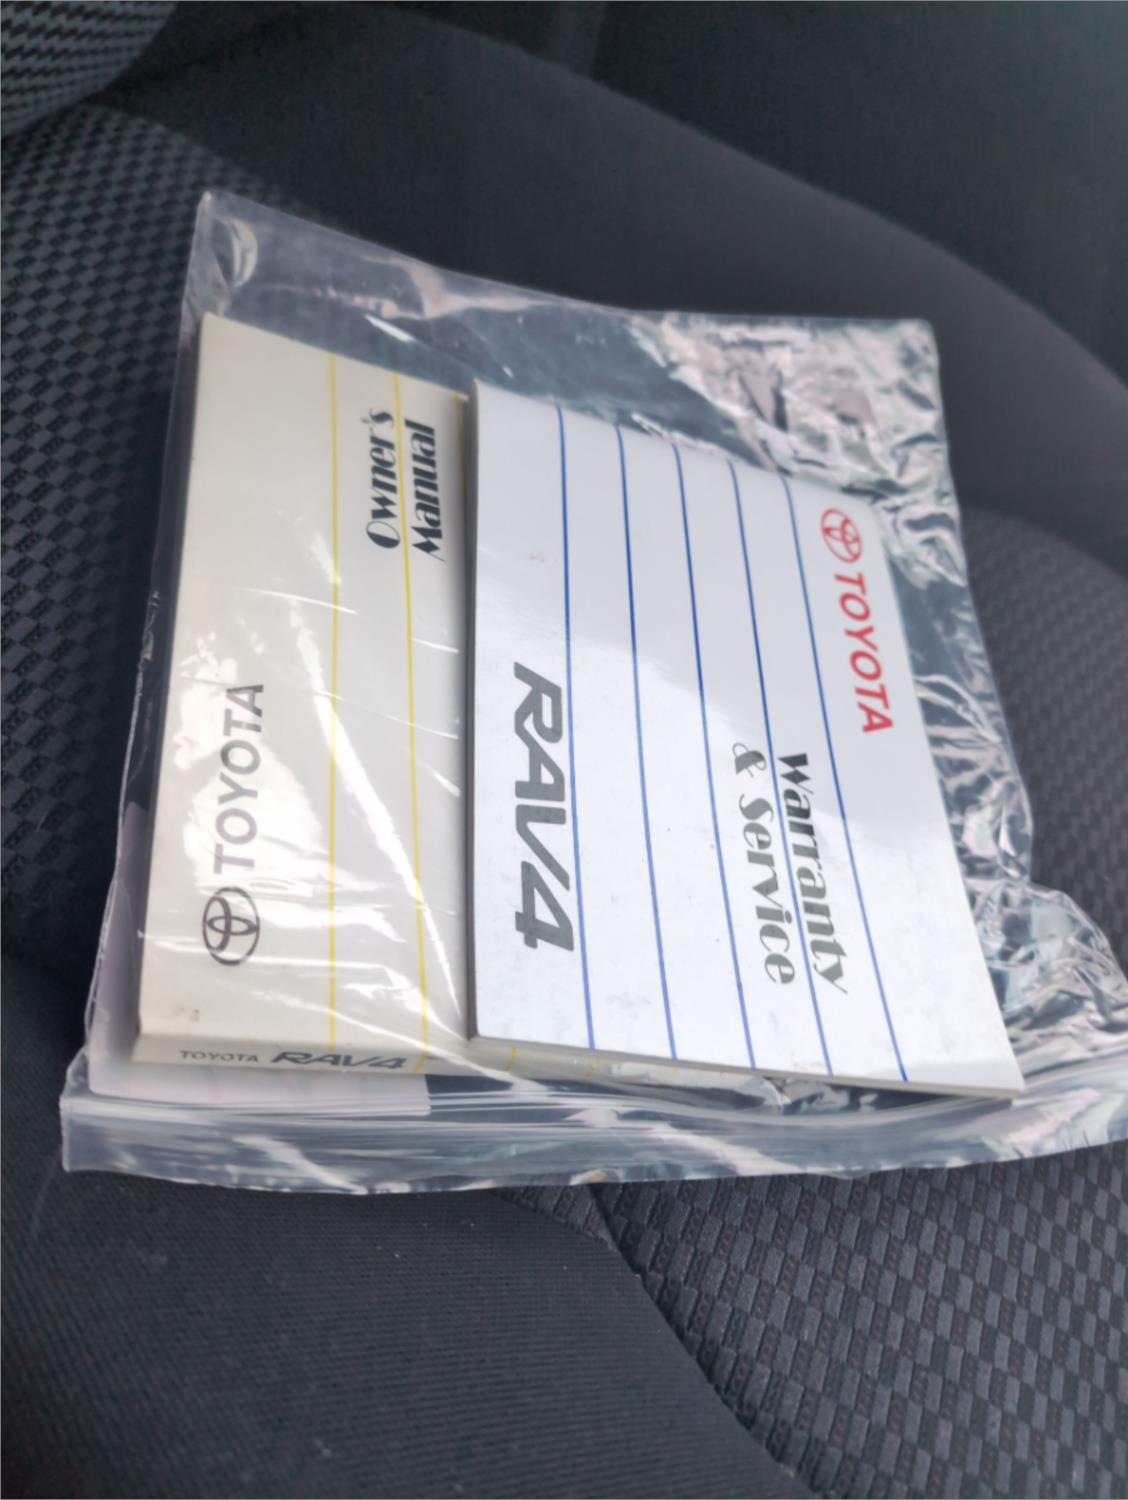 TOYOTA
Owner's
Manual
TOYOTA RAV4
TOYOTA
Warranty
& Service
RAV4